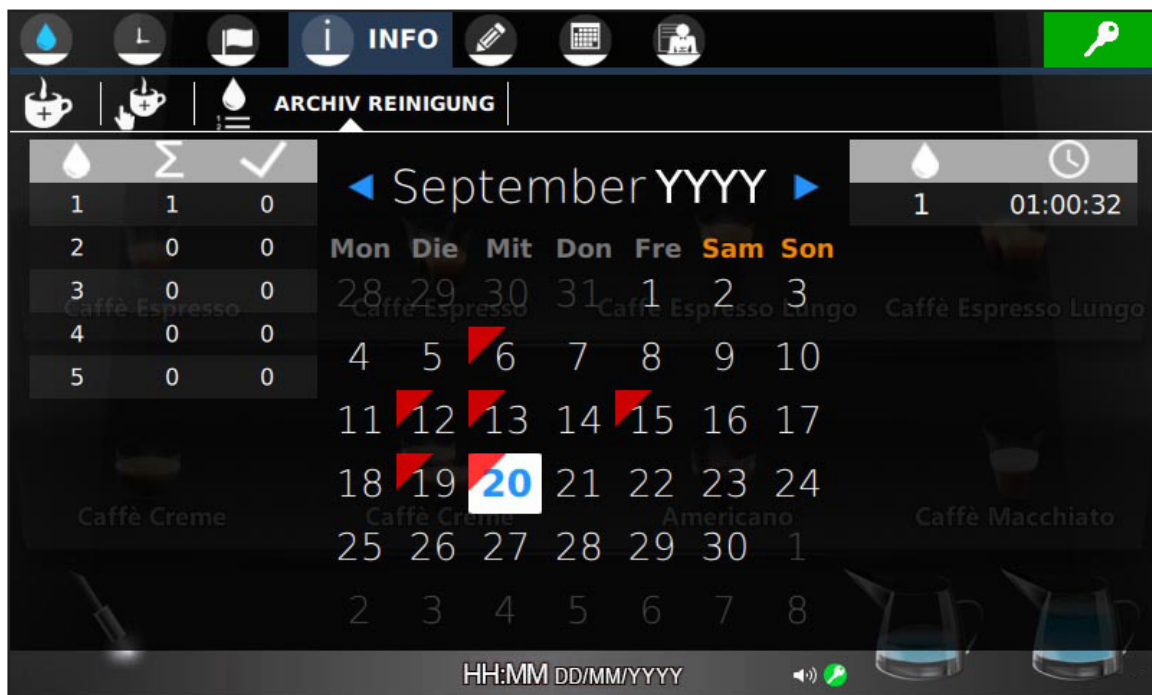 INFO
ARCHIV REINIGUNG
1 1 0
2 0 0
3 0 0
4 0 0
5 0 0
September YYYY
Mon Die Mit Don Fre Sam Son
28 29 30 31 1 2 3
4 5 6 7 8 9 10
11 12 13 14 15 16 17
18 19 20 21 22 23 24
25 26 27 28 29 30 1
2 3 4 5 6 7 8
1 01:00:32
Caffè Espresso Caffè Espresso Caffè Espresso Lungo Caffè Espresso Lungo
Caffè Creme Caffè Creme Americano Caffè Macchiato
HH:MM DD/MM/YYYY